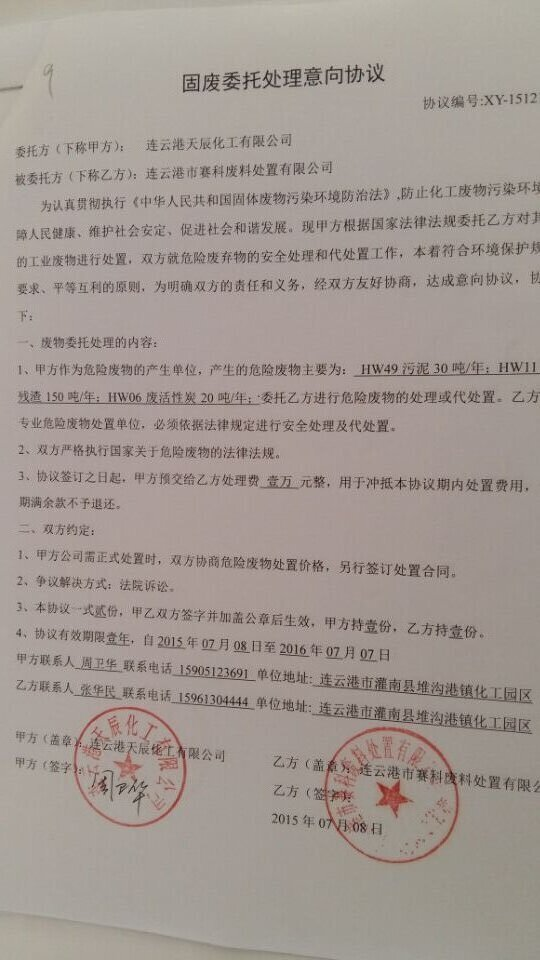 9
固废委托处理意向协议
协议编号:XY-1512
委托方（下称甲方）： 连云港天辰化工有限公司
被委托方（下称乙方）：连云港市赛科废料处置有限公司
为认真贯彻执行《中华人民共和国固体废物污染环境防治法》,防止化工废物污染环境
障人民健康、维护社会安定、促进社会和谐发展。现甲方根据国家法律法规委托乙方对其
的工业废物进行处置，双方就危险废弃物的安全处理和代处置工作，本着符合环境保护规
要求、平等互利的原则，为明确双方的责任和义务，经双方友好协商，达成意向协议，协
下：
一、废物委托处理的内容：
1、甲方作为危险废物的产生单位，产生的危险废物主要为： HW49 污泥 30 吨/年；HW11
残渣 150 吨/年；HW06 废活性炭 20 吨/年；委托乙方进行危险废物的处理或代处置。乙方
专业危险废物处置单位，必须依据法律规定进行安全处理及代处置。
2、双方严格执行国家关于危险废物的法律法规。
3、协议签订之日起，甲方预交给乙方处理费 壹万 元整，用于冲抵本协议期内处置费用，
期满余款不予退还。
二、双方约定：
1、甲方公司需正式处置时，双方协商危险废物处置价格，另行签订处置合同。
2、争议解决方式：法院诉讼。
3、本协议一式贰份，甲乙双方签字并加盖公章后生效，甲方持壹份，乙方持壹份。
4、协议有效期限壹年，自 2015 年 07 月 08 日至 2016 年 07 月 07 日
甲方联系人 周卫华 联系电话 15905123691 单位地址: 连云港市灌南县堆沟港镇化工园区
乙方联系人 张华民 联系电话 15961304444 单位地址: 连云港市灌南县堆沟港镇化工园区
甲方（盖章）：连云港天辰化工有限公司
乙方（盖章）：连云港市赛科废料处置有限公
甲方（签字）：周卫华
乙方（签字）：
2015 年 07 月 08 日